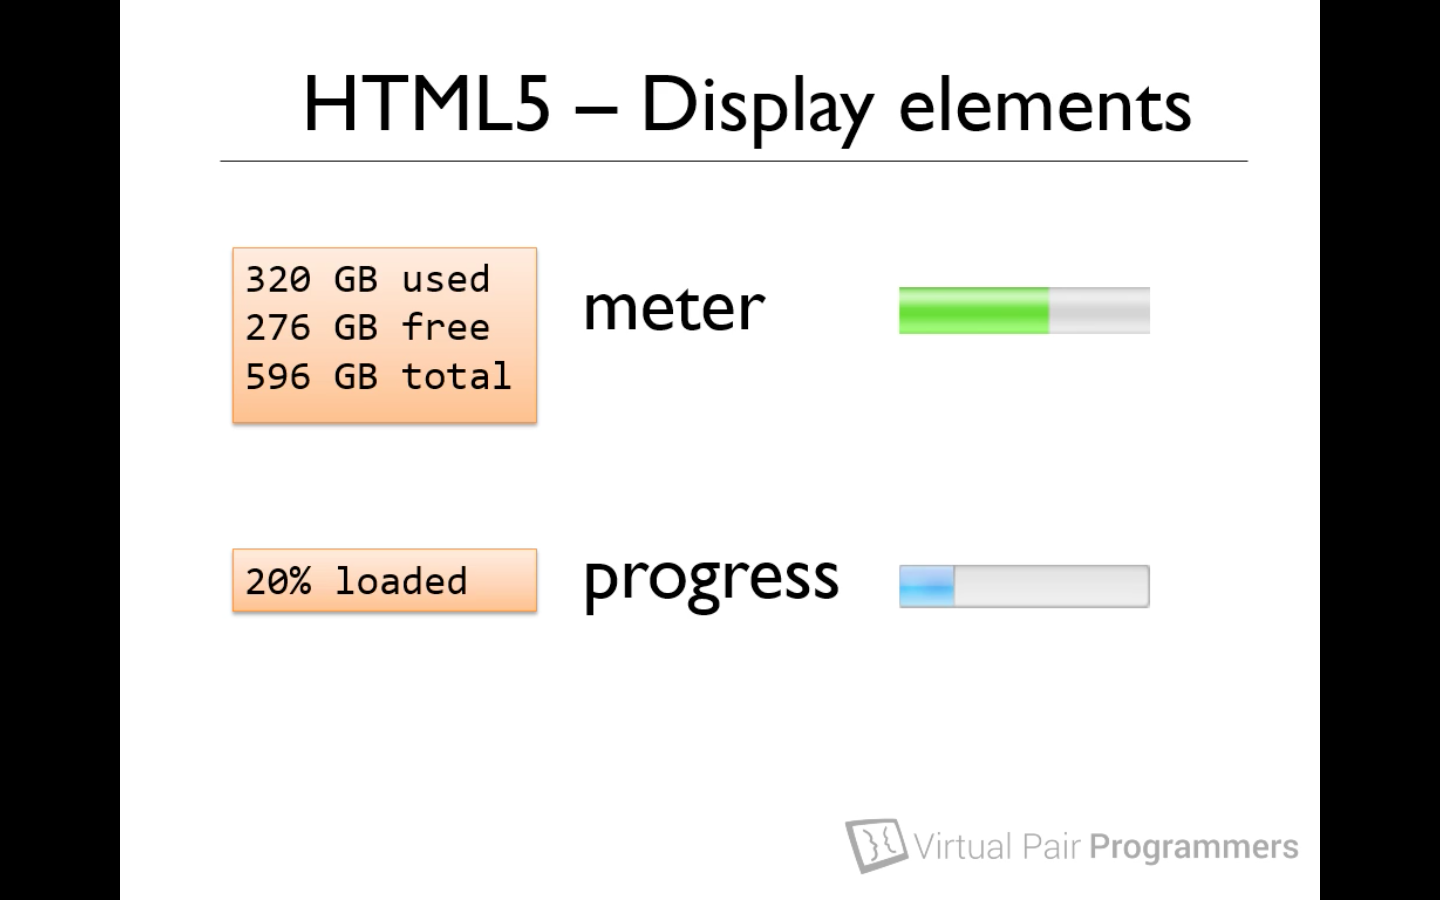 HTML5 – Display elements
320 GB used
276 GB free
596 GB total
meter
20% loaded
progress
Virtual Pair Programmers